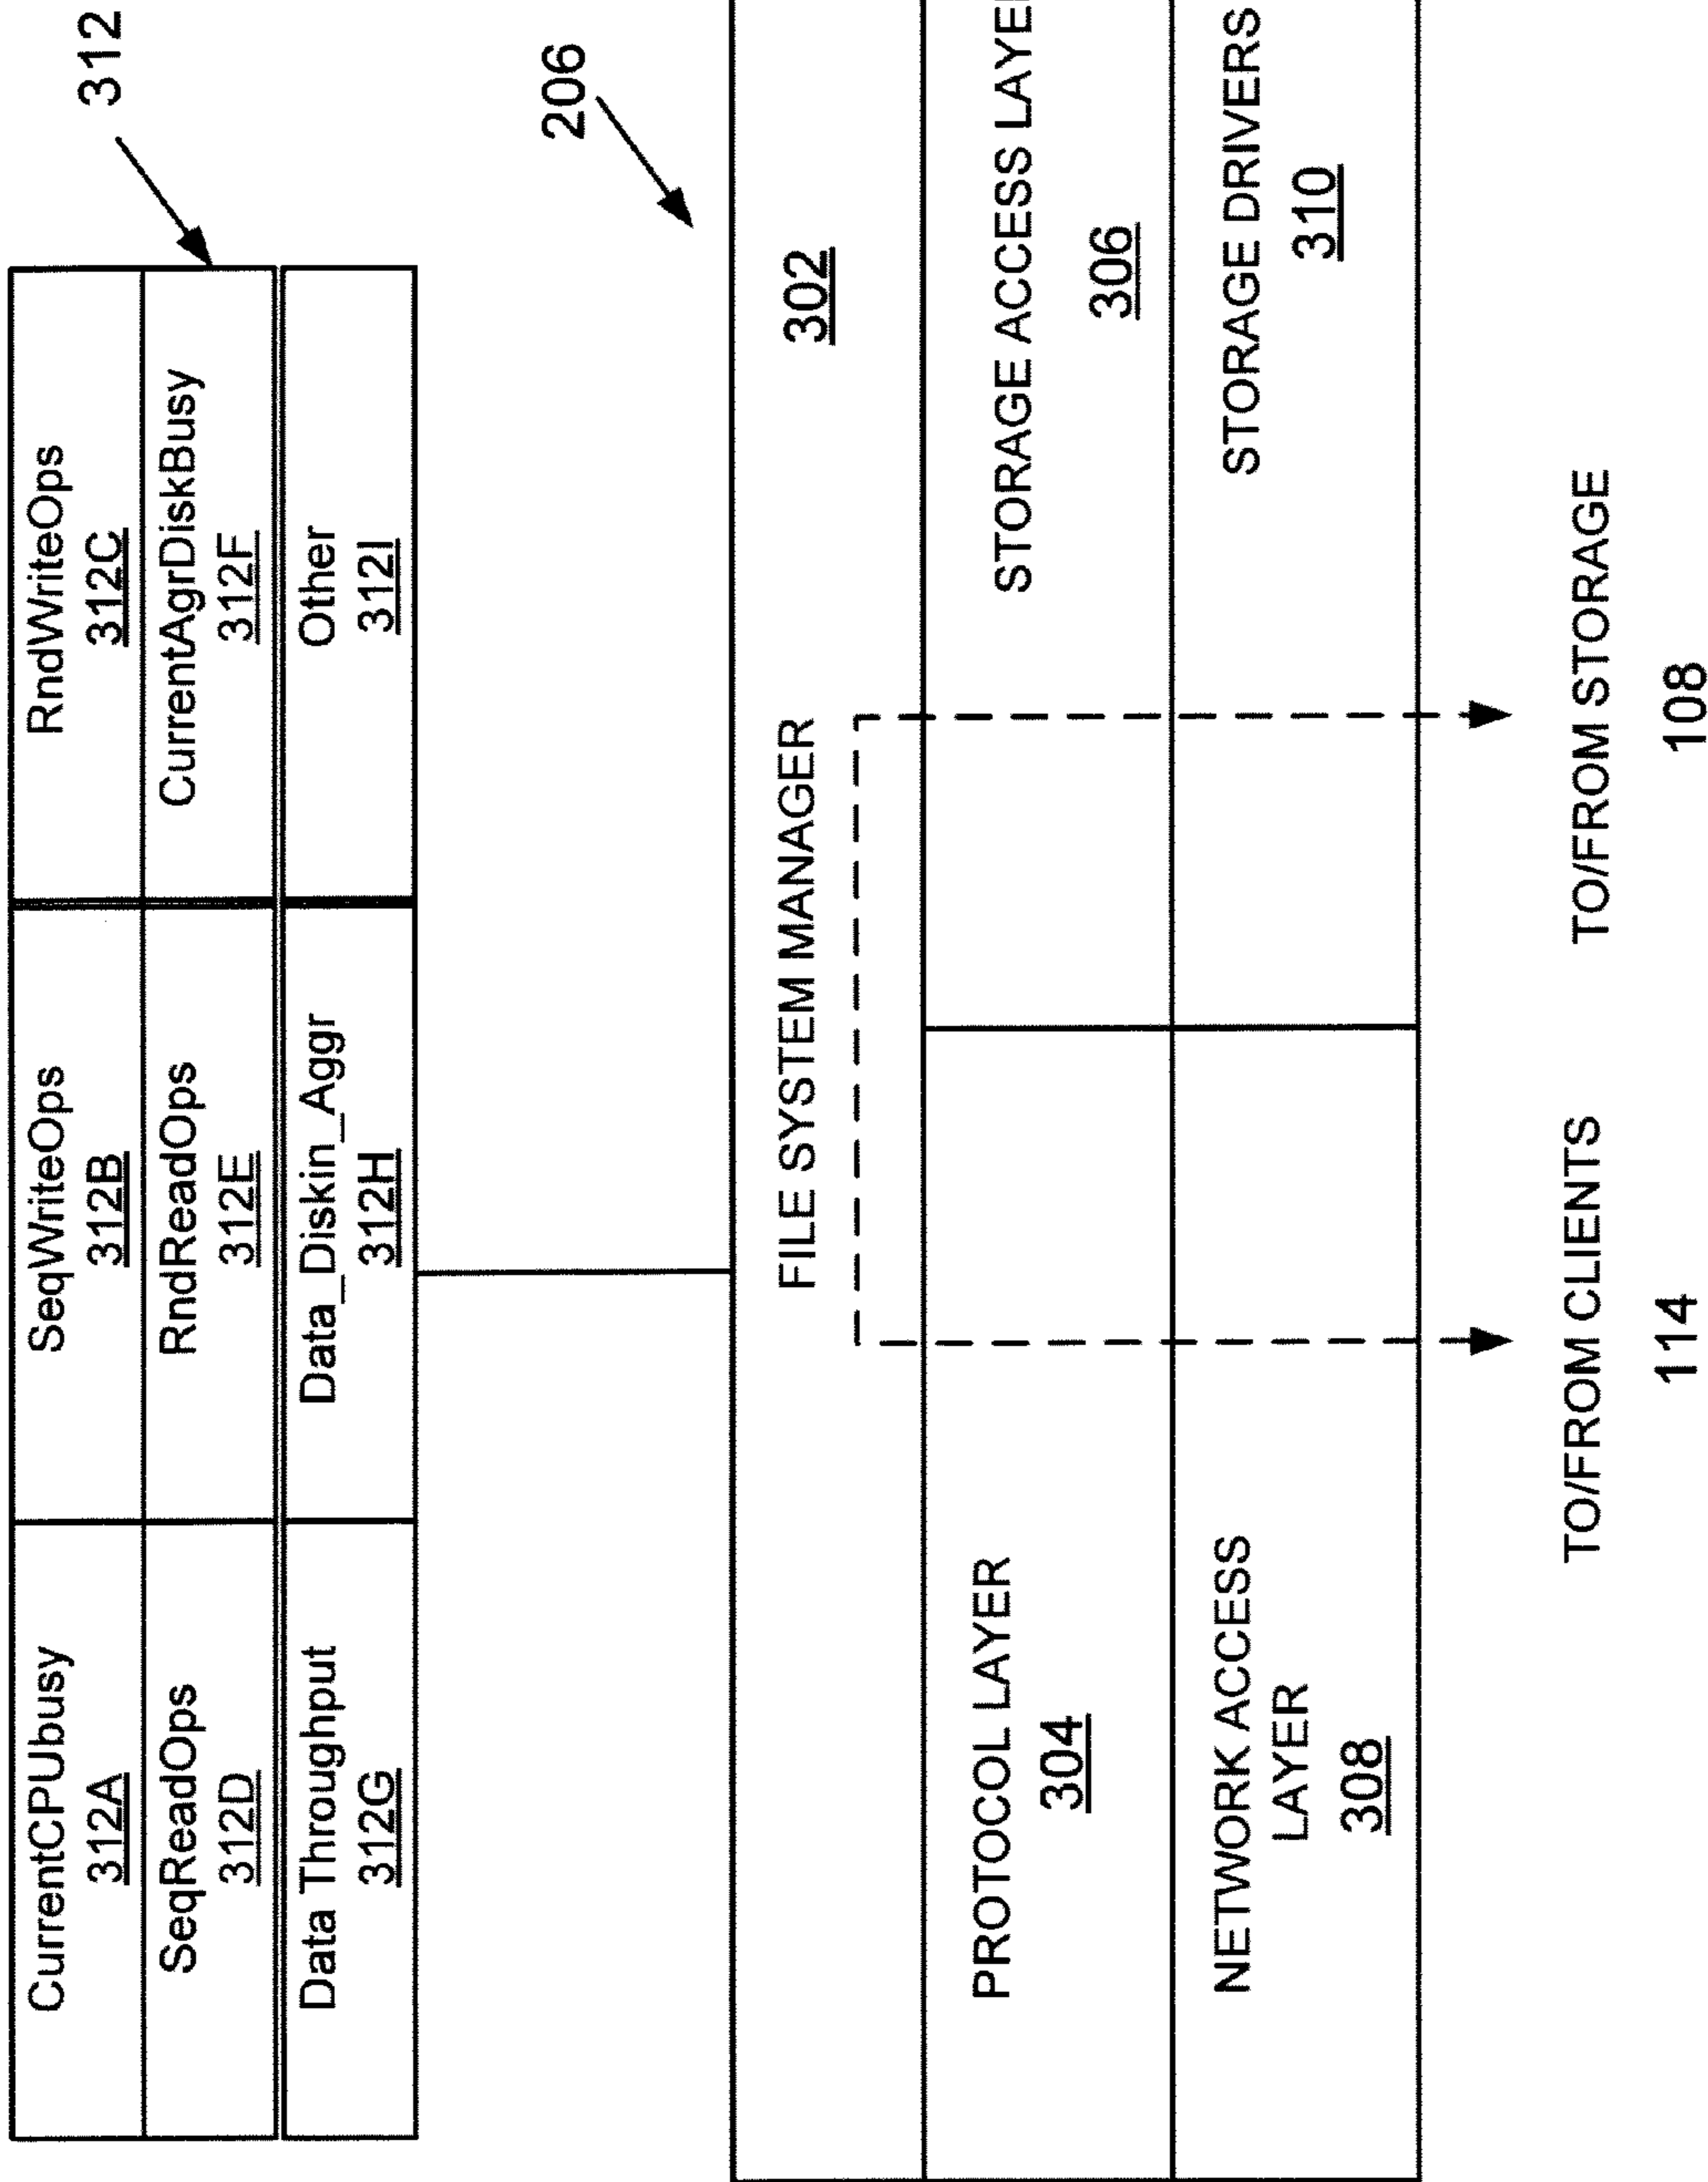 312
CurrentCPUbusy
312A
SeqWriteOps
312B
RndWriteOps
312C
SeqReadOps
312D
RndReadOps
312E
CurrentAgrDiskBusy
312F
Data Throughput
312G
Data_Diskin_Aggr
312H
Other
312I
206
FILE SYSTEM MANAGER
302
PROTOCOL LAYER
304
STORAGE ACCESS LAYER
306
NETWORK ACCESS
LAYER
308
STORAGE DRIVERS
310
TO/FROM CLIENTS
114
TO/FROM STORAGE
108